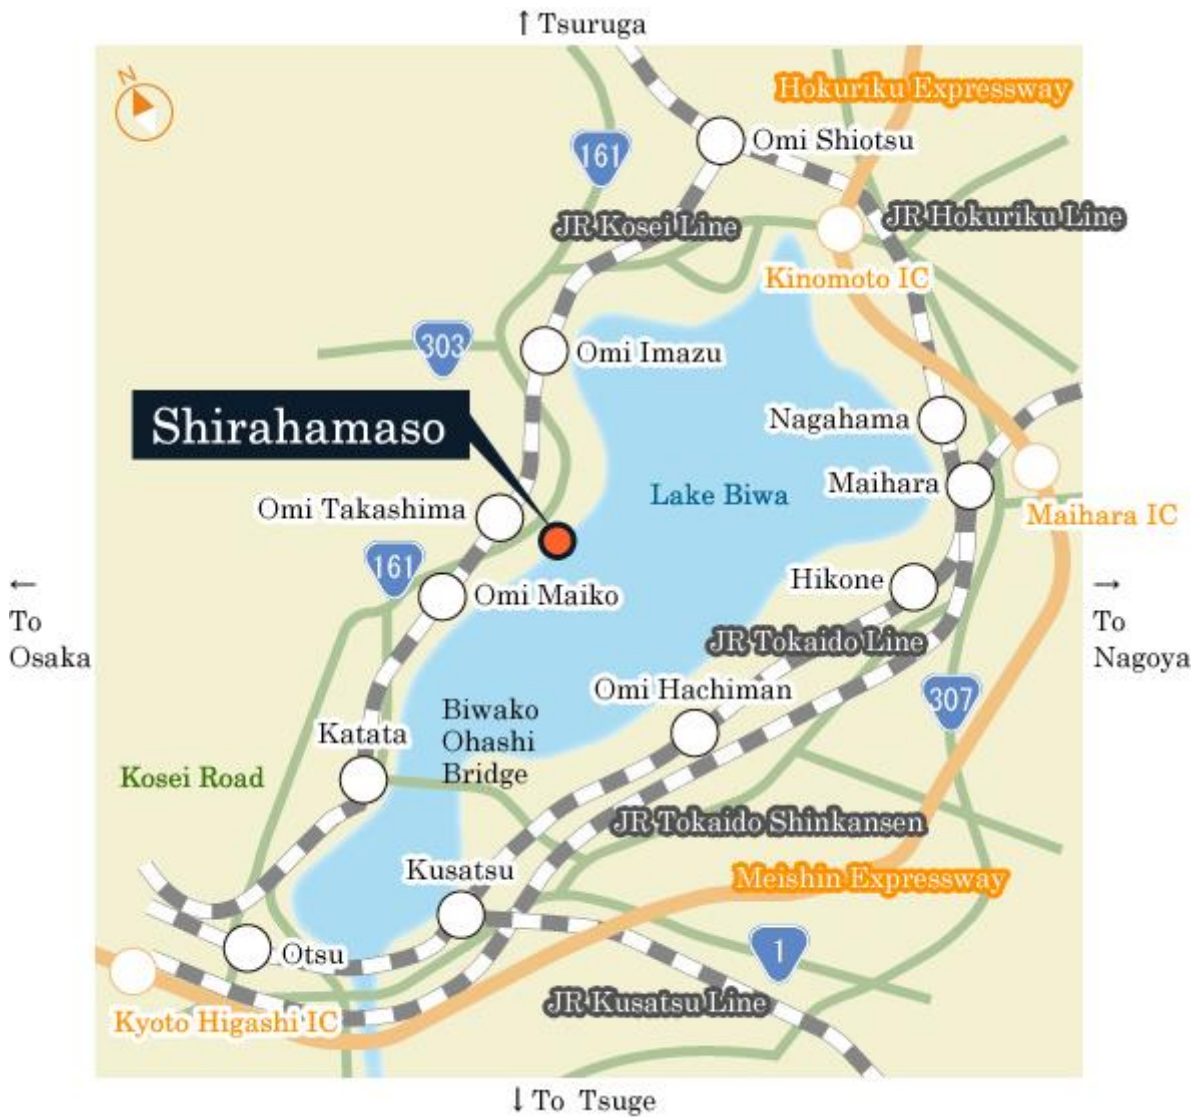 ↑ Tsuruga
N
Hokuriku Expressway
Omi Shiotsu
161
JR Kosei Line
JR Hokuriku Line
Kinomoto IC
303
Omi Imazu
Shirahamaso
Nagahama
Maihara
Lake Biwa
Omi Takashima
Maihara IC
161
Hikone
Omi Maiko
←
To
Osaka
→
To
Nagoya
JR Tokaido Line
Omi Hachiman
307
Biwako
Ohashi
Bridge
Katata
Kosei Road
JR Tokaido Shinkansen
Kusatsu
Meishin Expressway
Otsu
1
JR Kusatsu Line
Kyoto Higashi IC
↓ To Tsuge